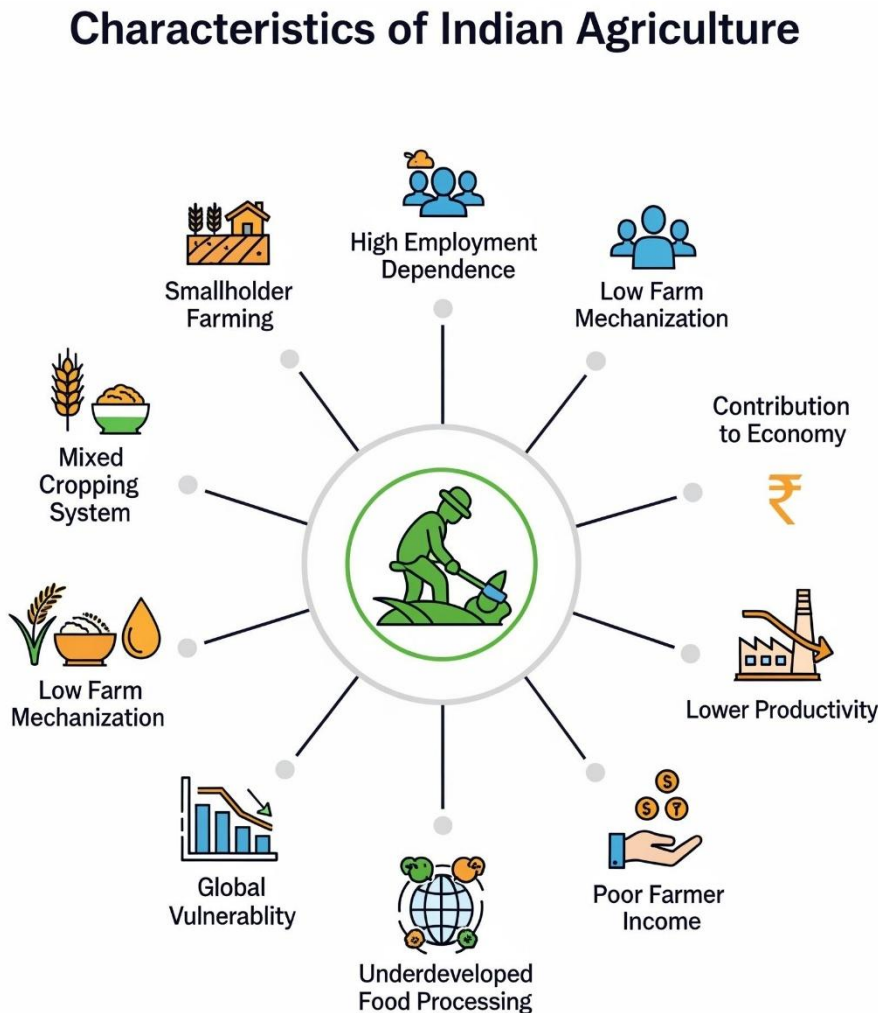 Characteristics of Indian Agriculture
High Employment
Dependence
Low Farm
Mechanization
Contribution
to Economy
₹
Lower Productivity
Poor Farmer
Income
Underdeveloped
Food Processing
Global
Vulnerablity
Low Farm
Mechanization
Mixed
Cropping
System
Smallholder
Farming